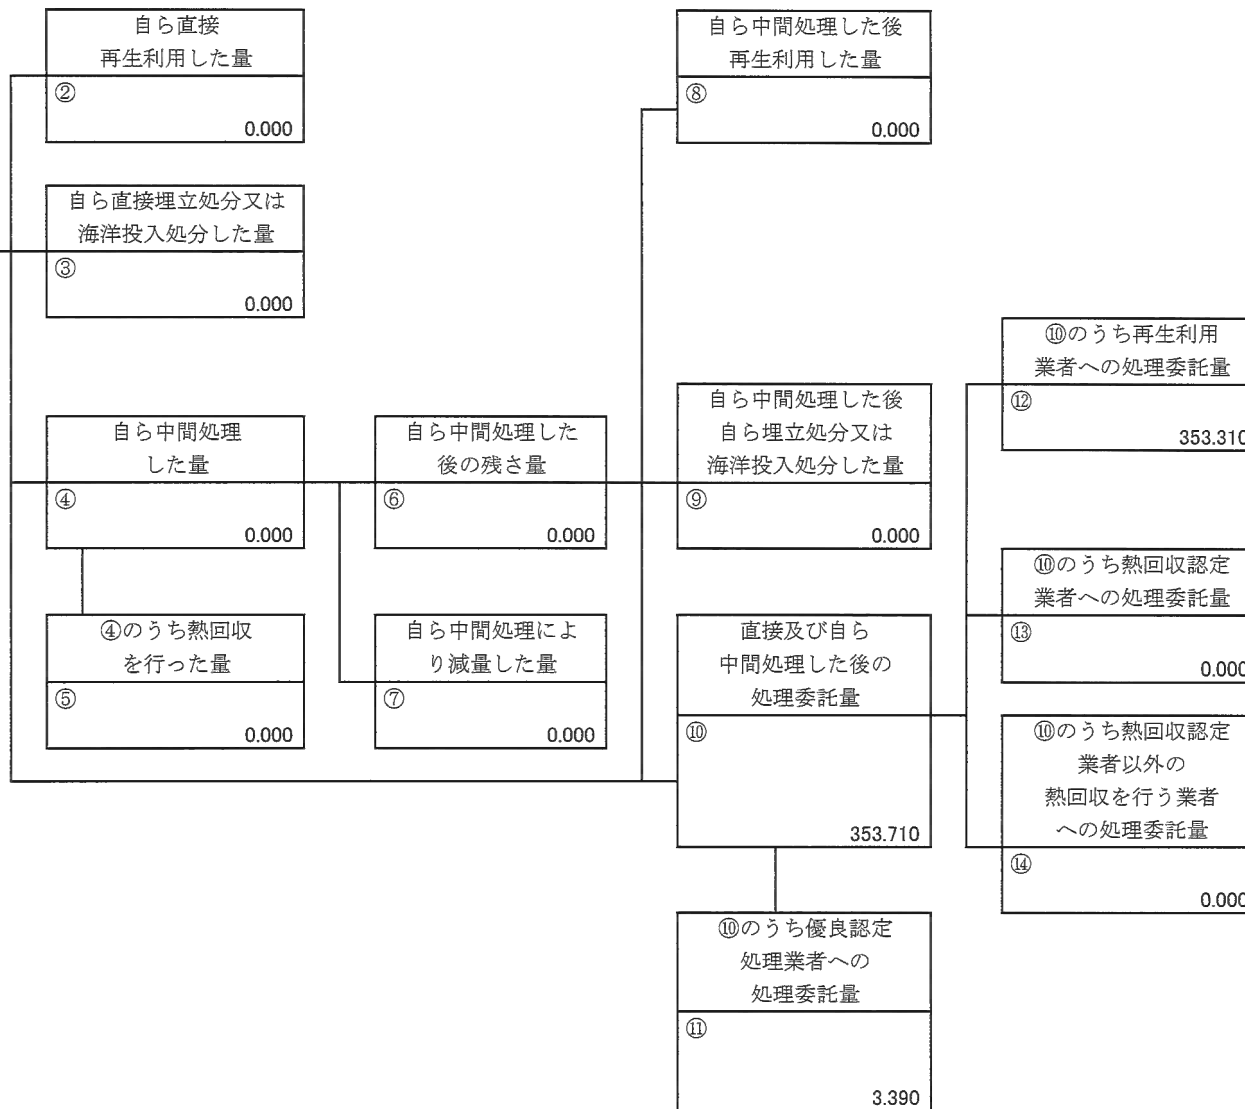 自ら直接
再生利用した量
②
0.000
自ら中間処理した後
再生利用した量
⑧
0.000
自ら直接埋立処分又は
海洋投入処分した量
③
0.000
⑩のうち再生利用
業者への処理委託量
⑫
353.310
自ら中間処理
した量
④
0.000
自ら中間処理した
後の残さ量
⑥
0.000
自ら中間処理した後
自ら埋立処分又は
海洋投入処分した量
⑨
0.000
⑩のうち熱回収認定
業者への処理委託量
⑬
0.000
④のうち熱回収
を行った量
⑤
0.000
自ら中間処理によ
り減量した量
⑦
0.000
直接及び自ら
中間処理した後の
処理委託量
⑩
353.710
⑩のうち熱回収認定
業者以外の
熱回収を行う業者
への処理委託量
⑭
0.000
⑩のうち優良認定
処理業者への
処理委託量
⑪
3.390